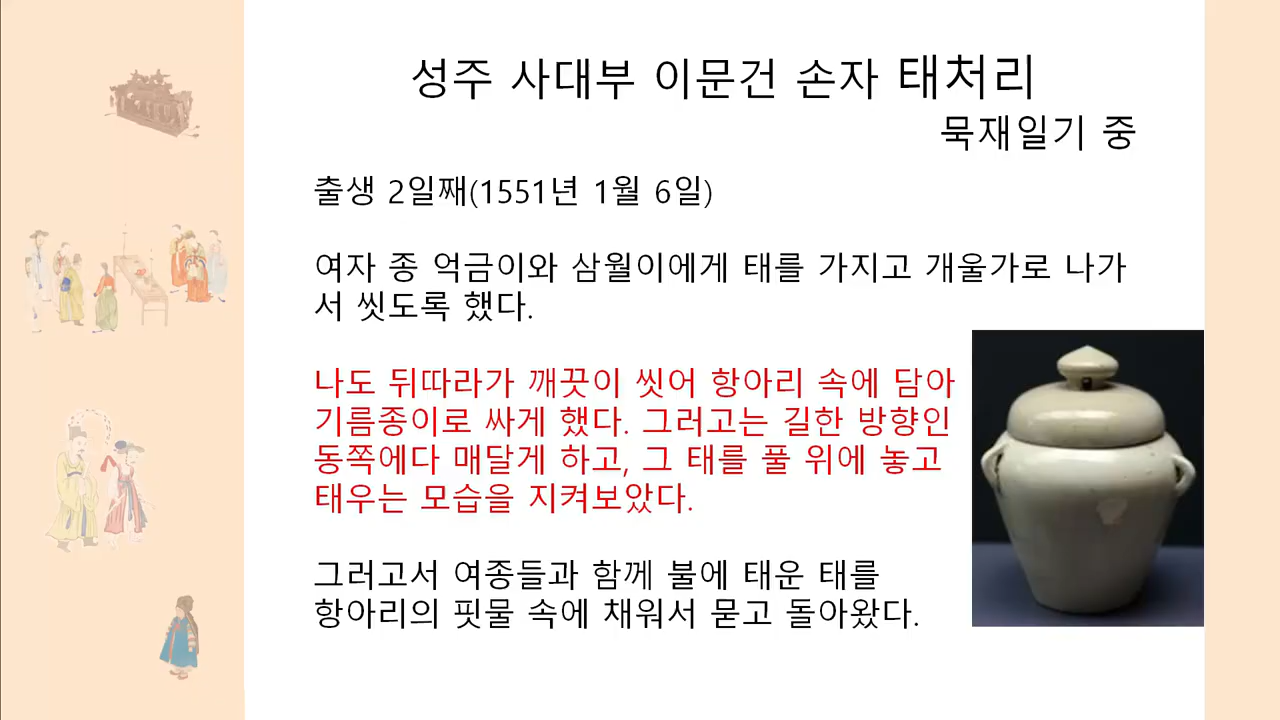 성주 사대부 이문건 손자 태처리
묵재일기 중
출생 2일째(1551년 1월 6일)
여자 종 억금이와 삼월이에게 태를 가지고 개울가로 나가
서 씻도록 했다.
나도 뒤따라가 깨끗이 씻어 항아리 속에 담아
기름종이로 싸게 했다. 그러고는 길한 방향인
동쪽에다 매달게 하고, 그 태를 풀 위에 놓고
태우는 모습을 지켜보았다.
그러고서 여종들과 함께 불에 태운 태를
항아리의 핏물 속에 채워서 묻고 돌아왔다.